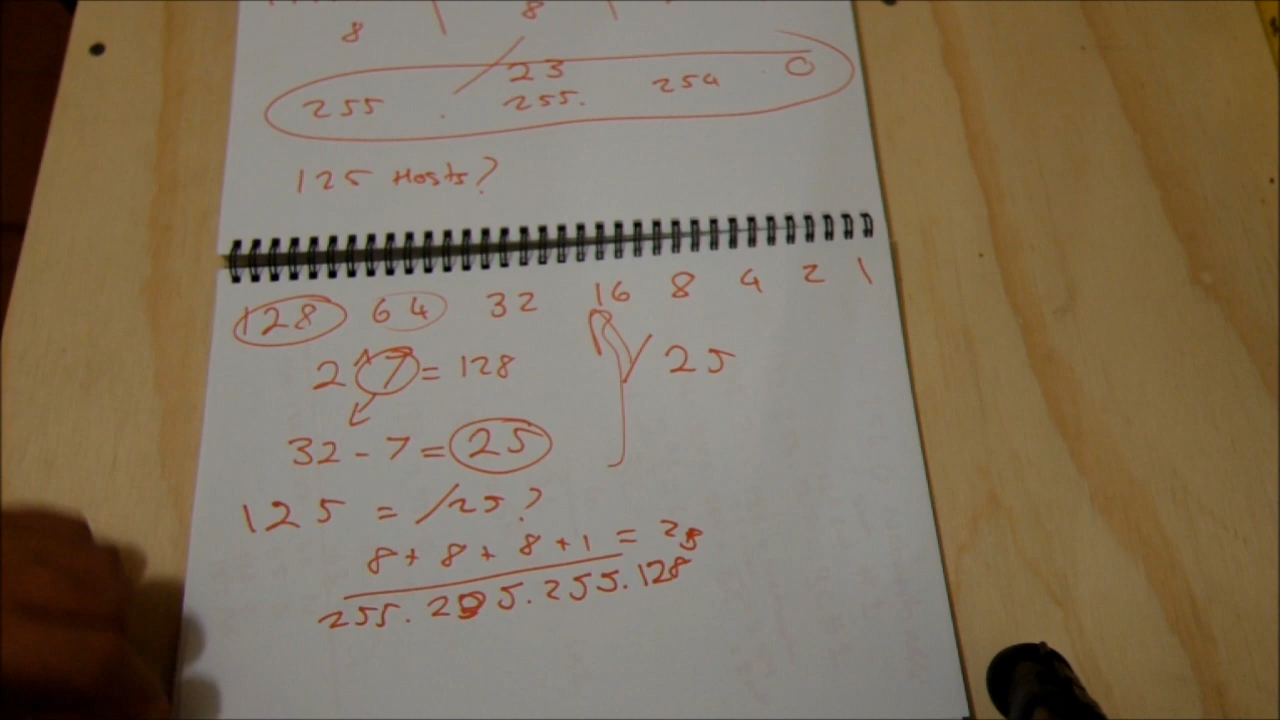 8 8
/23
255 . 255. 254 0
125 Hosts?
128 64 32 16 8 4 2 1
2^7 = 128
/25
32 - 7 = 25
125 = /25?
8 + 8 + 8 + 1 = 25
255. 255. 255. 128